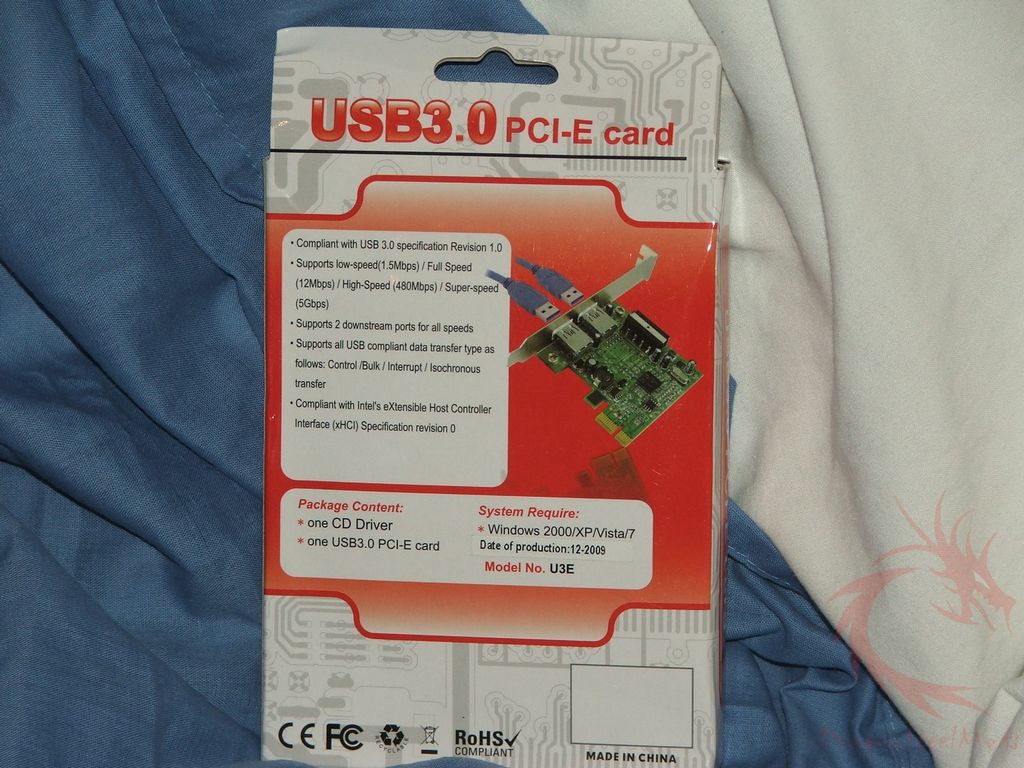 USB3.0 PCI-E card
• Compliant with USB 3.0 specification Revision 1.0
• Supports low-speed(1.5Mbps) / Full Speed
(12Mbps) / High-Speed (480Mbps) / Super-speed
(5Gbps)
• Supports 2 downstream ports for all speeds
• Supports all USB compliant data transfer type as
follows: Control /Bulk / Interrupt / Isochronous
transfer
• Compliant with Intel's eXtensible Host Controller
Interface (xHCI) Specification revision 0
Package Content:
* one CD Driver
* one USB3.0 PCI-E card
System Require:
* Windows 2000/XP/Vista/7
Date of production:12-2009
Model No. U3E
CE FC
RoHS✓
COMPLIANT
MADE IN CHINA